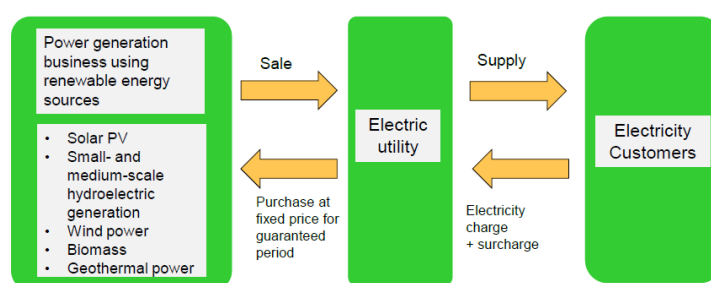 Power generation
business using
renewable energy
sources
• Solar PV
• Small- and
medium-scale
hydroelectric
generation
• Wind power
• Biomass
• Geothermal power
Sale
Purchase at
fixed price for
guaranteed
period
Electric
utility
Supply
Electricity
charge
+ surcharge
Electricity
Customers